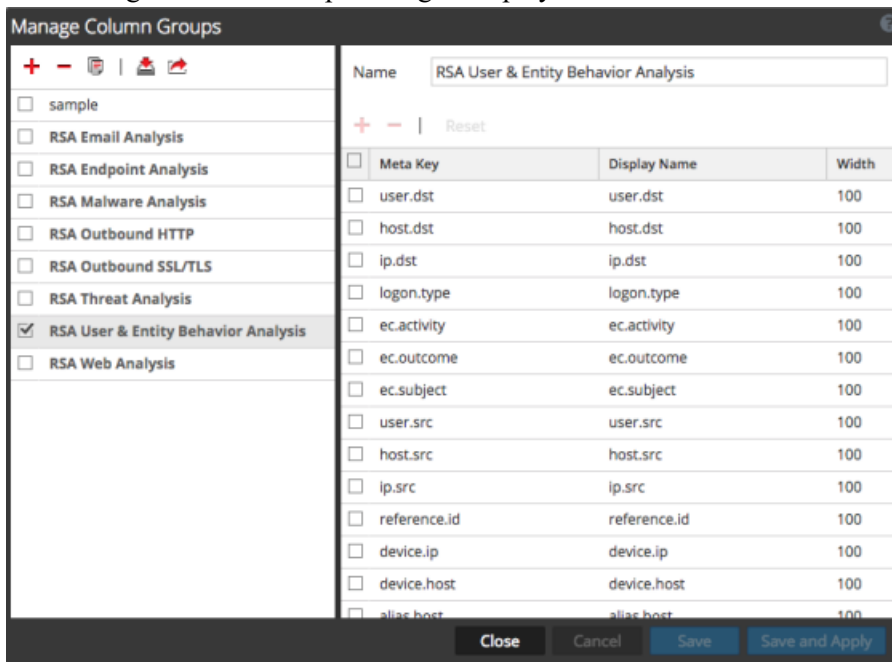 Manage Column Groups
Name RSA User & Entity Behavior Analysis
sample
RSA Email Analysis
RSA Endpoint Analysis
RSA Malware Analysis
RSA Outbound HTTP
RSA Outbound SSL/TLS
RSA Threat Analysis
RSA User & Entity Behavior Analysis
RSA Web Analysis
Reset
Meta Key Display Name Width
user.dst user.dst 100
host.dst host.dst 100
ip.dst ip.dst 100
logon.type logon.type 100
ec.activity ec.activity 100
ec.outcome ec.outcome 100
ec.subject ec.subject 100
user.src user.src 100
host.src host.src 100
ip.src ip.src 100
reference.id reference.id 100
device.ip device.ip 100
device.host device.host 100
alias.host alias.host 100
Close Cancel Save Save and Apply